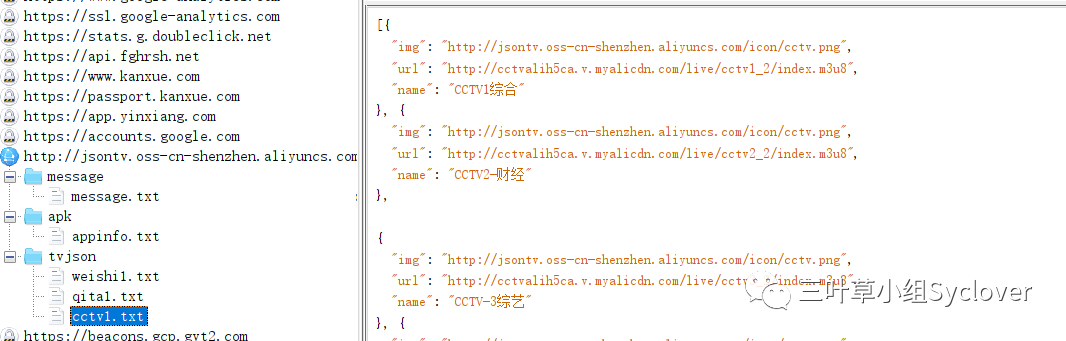 https://ssl.google-analytics.com
https://stats.g.doubleclick.net
https://api.fghrsh.net
https://www.kanxue.com
https://passport.kanxue.com
https://app.yinxiang.com
https://accounts.google.com
http://jsontv.oss-cn-shenzhen.aliyuncs.com
message
message.txt
apk
appinfo.txt
tvjson
weishi1.txt
qita1.txt
cctv1.txt
https://beacons.gcp.gvt2.com
[{
"img": "http://jsontv.oss-cn-shenzhen.aliyuncs.com/icon/cctv.png",
"url": "http://cctvalih5ca.v.myalicdn.com/live/cctv1_2/index.m3u8",
"name": "CCTV1综合"
}, {
"img": "http://jsontv.oss-cn-shenzhen.aliyuncs.com/icon/cctv.png",
"url": "http://cctvalih5ca.v.myalicdn.com/live/cctv2_2/index.m3u8",
"name": "CCTV2-财经"
},
{
"img": "http://jsontv.oss-cn-shenzhen.aliyuncs.com/icon/cctv.png",
"url": "http://cctvalih5ca.v.myalicdn.com/live/
/index.m3u8"
"name": "CCTV-3综艺"
}, {
三叶草小组Syclover